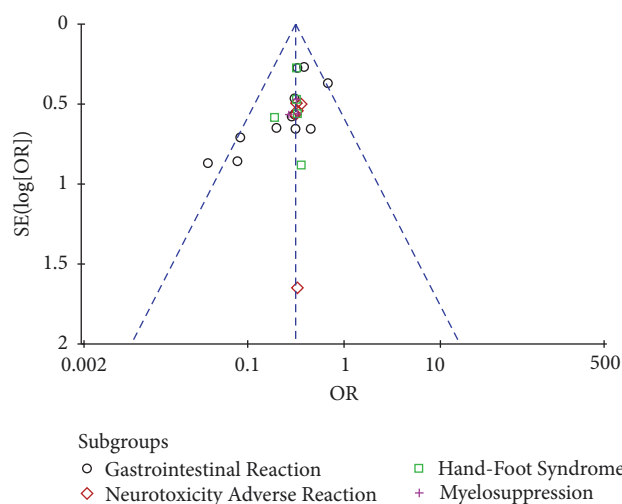 0
0.5
1
1.5
2
SE(log[OR])
0.002
0.1
1
10
500
OR
Subgroups
Gastrointestinal Reaction
Hand-Foot Syndrome
Neurotoxicity Adverse Reaction
Myelosuppression